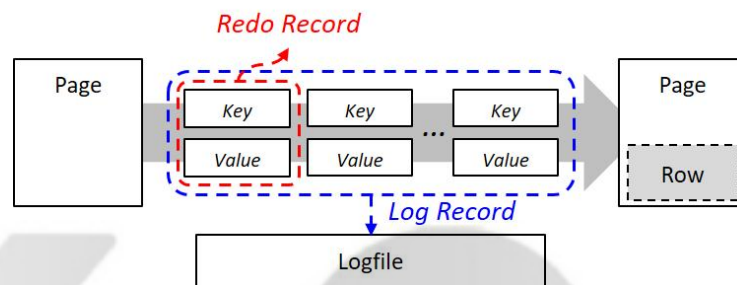 Redo Record
Page
Key
Key
Key
Page
...
Value
Value
Value
Row
Log Record
Logfile